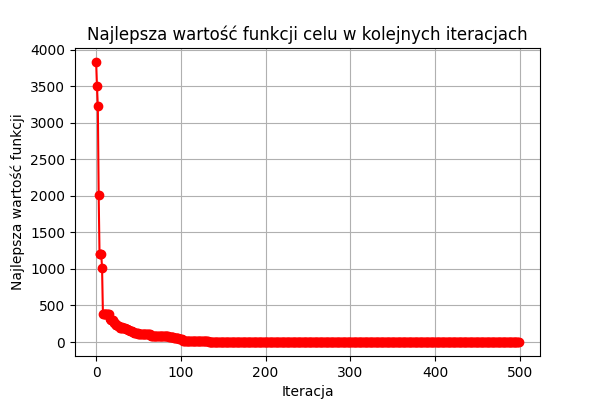 Najlepsza wartość funkcji celu w kolejnych iteracjach
Najlepsza wartość funkcji
4000
3500
3000
2500
2000
1500
1000
500
0
0 100 200 300 400 500
Iteracja